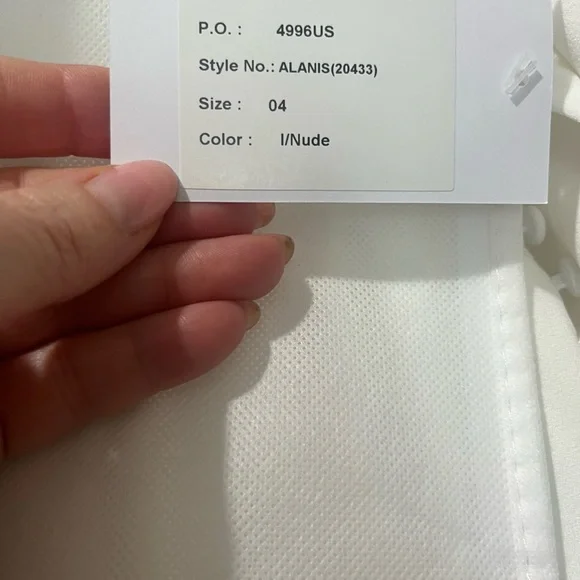 P.O. : 4996US
Style No.: ALANIS(20433)
Size : 04
Color : I/Nude